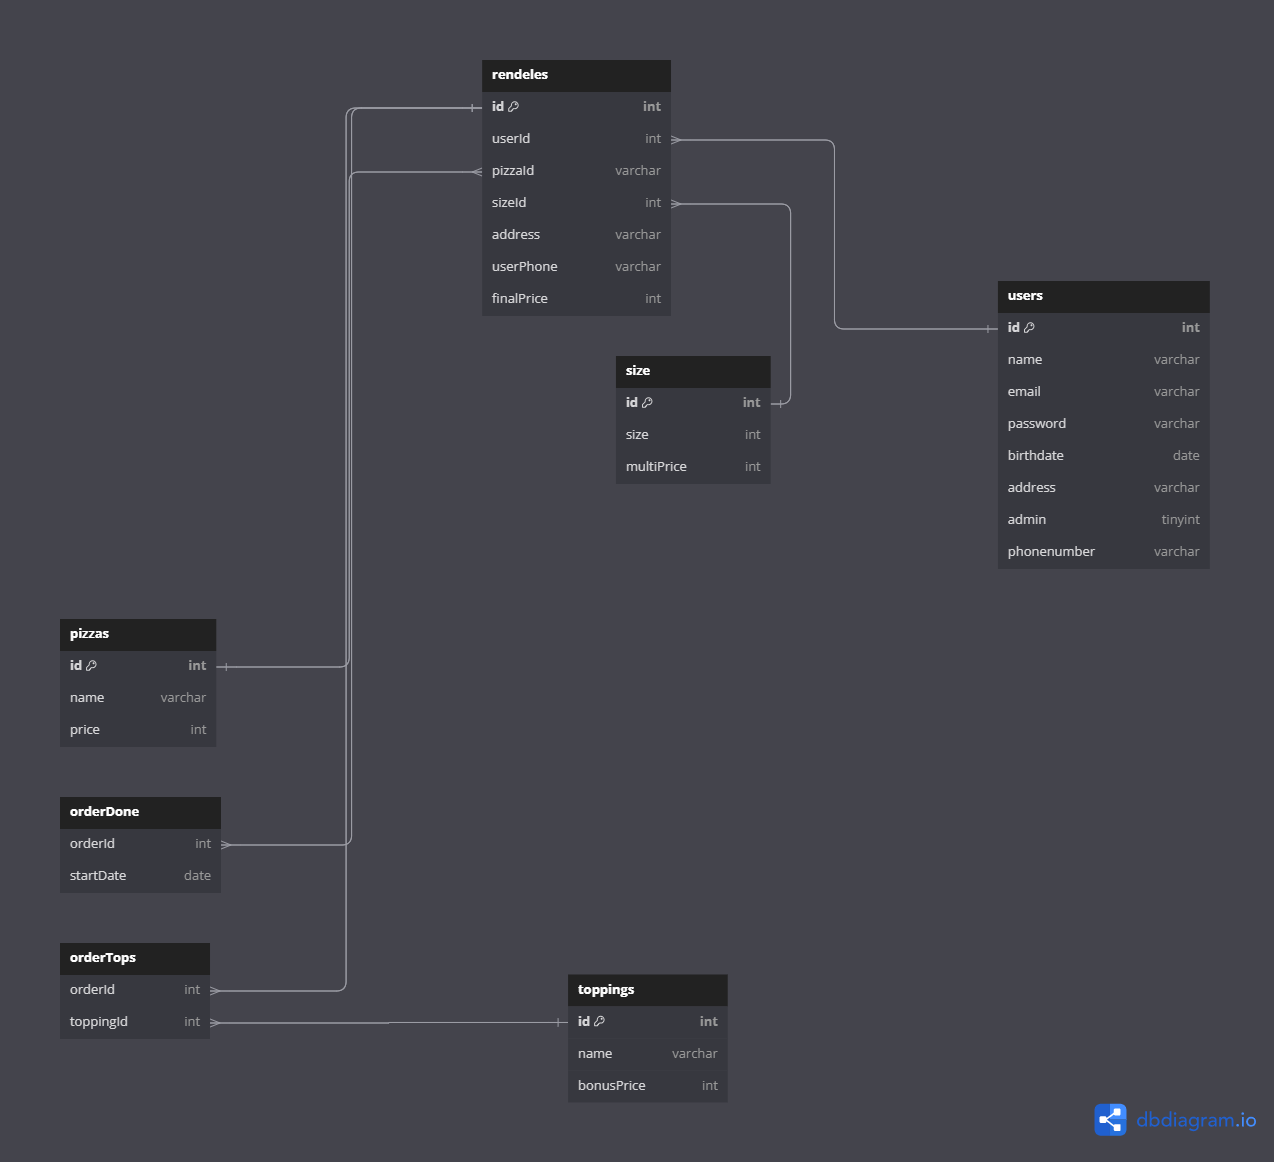 rendeles
id int
userId int
pizzaId varchar
sizeId int
address varchar
userPhone varchar
finalPrice int
users
id int
name varchar
email varchar
password varchar
birthdate date
address varchar
admin tinyint
phonenumber varchar
size
id int
size int
multiPrice int
pizzas
id int
name varchar
price int
orderDone
orderId int
startDate date
orderTops
orderId int
toppingId int
toppings
id int
name varchar
bonusPrice int
dbdiagram.io